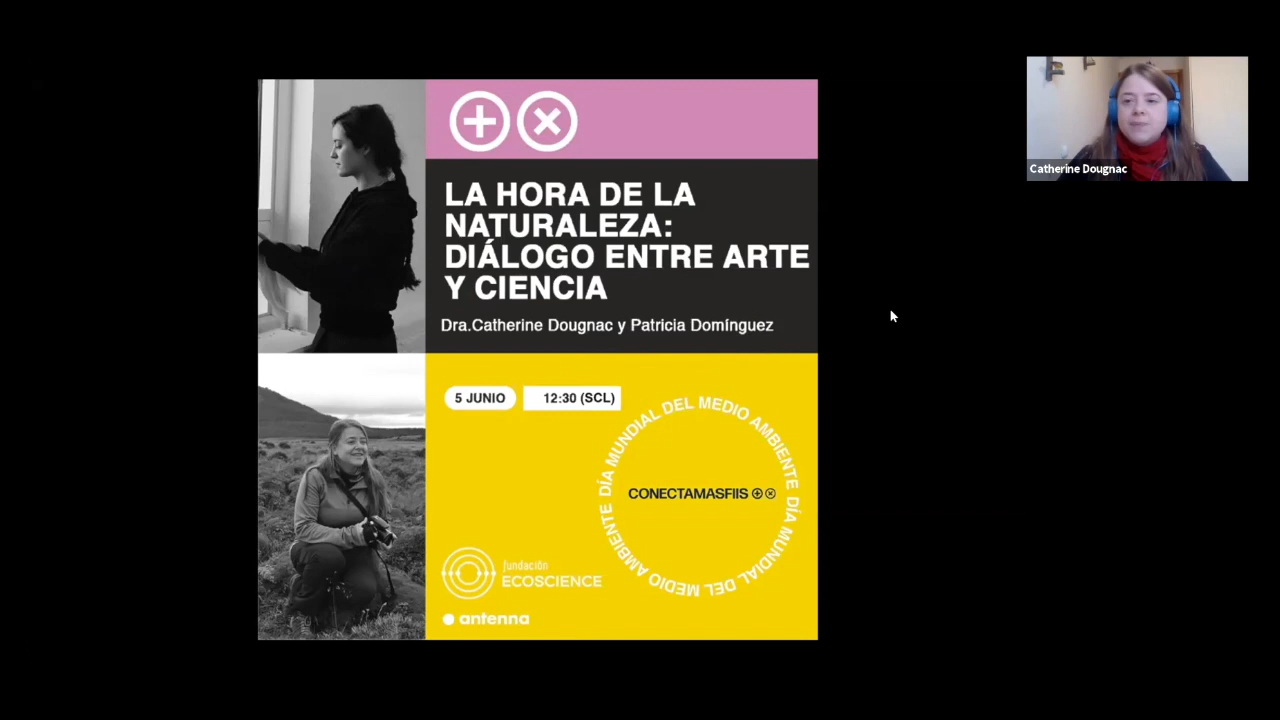 LA HORA DE LA
NATURALEZA:
DIÁLOGO ENTRE ARTE
Y CIENCIA
Dra.Catherine Dougnac y Patricia Domínguez
5 JUNIO
12:30 (SCL)
DÍA MUNDIAL DEL MEDIO AMBIENTE DÍA MUNDIAL DEL MEDIO AMBIENTE
CONECTAMASFIIS
fundación
ECOSCIENCE
antenna
Catherine Dougnac